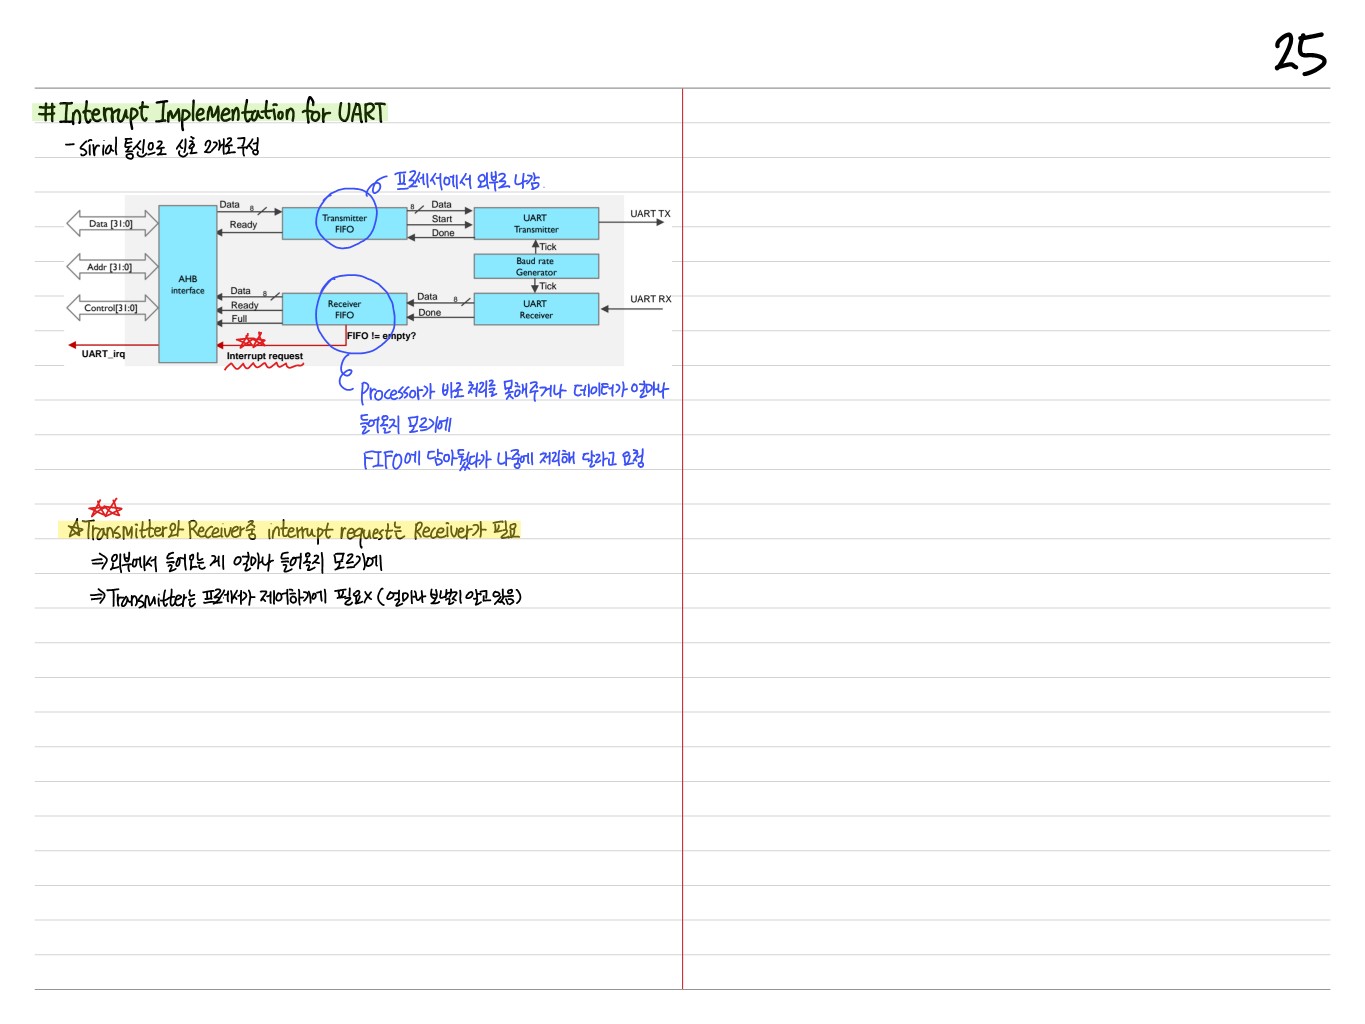 25
# Interrupt Implementation for UART
- Sirial 통신으로 신호 2개로 구성
프로세서에서 외부로 나감.
Data [31:0]
Addr [31:0]
Control[31:0]
UART_irq
AHB interface
Data 8
Ready
Transmitter FIFO
8 Data
Start
Done
UART Transmitter
UART TX
Tick
Baud rate Generator
Tick
Data 8
Ready
Full
Receiver FIFO
Data 8
Done
UART Receiver
UART RX
FIFO != empty?
Interrupt request
Processor가 바로 처리를 못해주거나 데이터가 얼마나
들어온지 모르기에
FIFO에 담아뒀다가 나중에 처리해 달라고 요청
☆Transmitter와 Receiver중 interrupt request는 Receiver가 필요
⇒외부에서 들어오는 게 얼마나 들어올지 모르기에
⇒Transmitter는 프로세서가 제어하기에 필요x (얼마나 보낼지 알고있음)